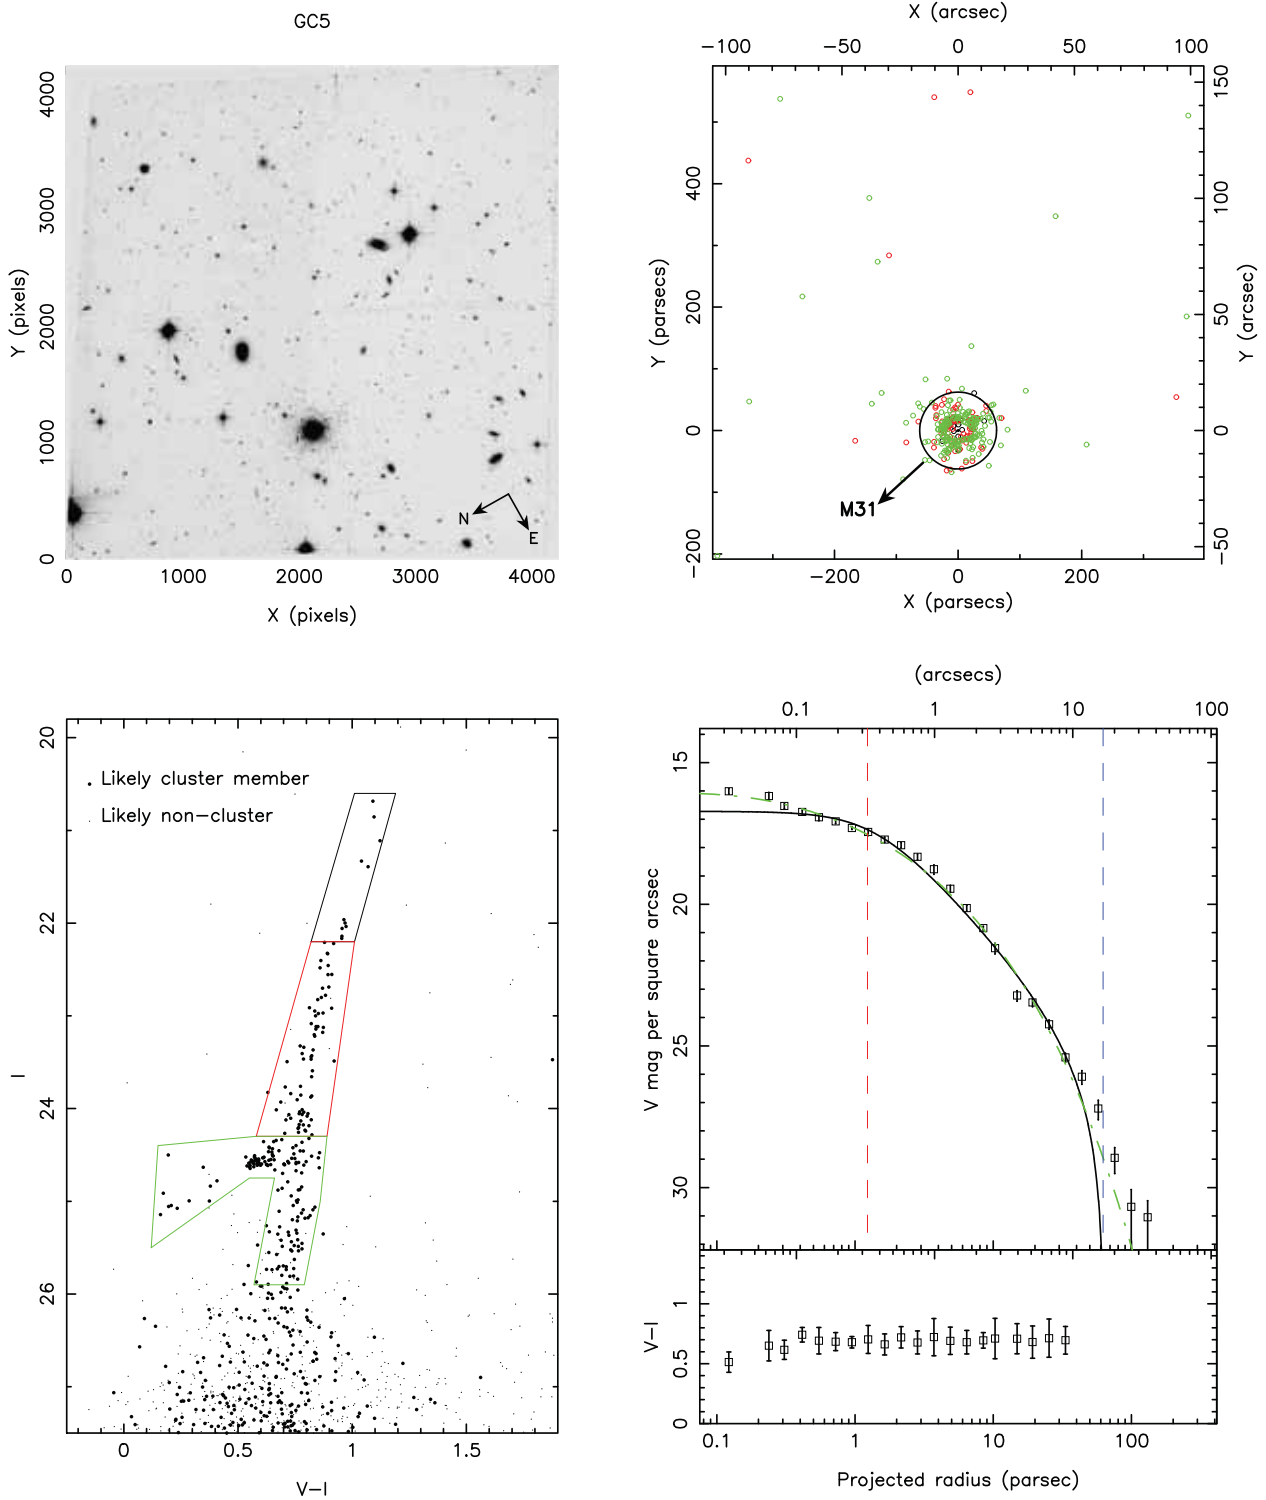 GC5
4000
3000
2000
1000
0
Y (pixels)
0 1000 2000 3000 4000
X (pixels)
N
E
X (arcsec)
−100 −50 0 50 100
400
200
0
−200
Y (parsecs)
150
100
50
0
−50
Y (arcsec)
M31
−200 0 200
X (parsecs)
20
22
24
26
I
Likely cluster member
Likely non−cluster
0 0.5 1 1.5
V−I
(arcsecs)
0.1 1 10 100
15
20
25
30
V mag per square arcsec
1
0.5
0
V−I
0.1 1 10 100
Projected radius (parsec)